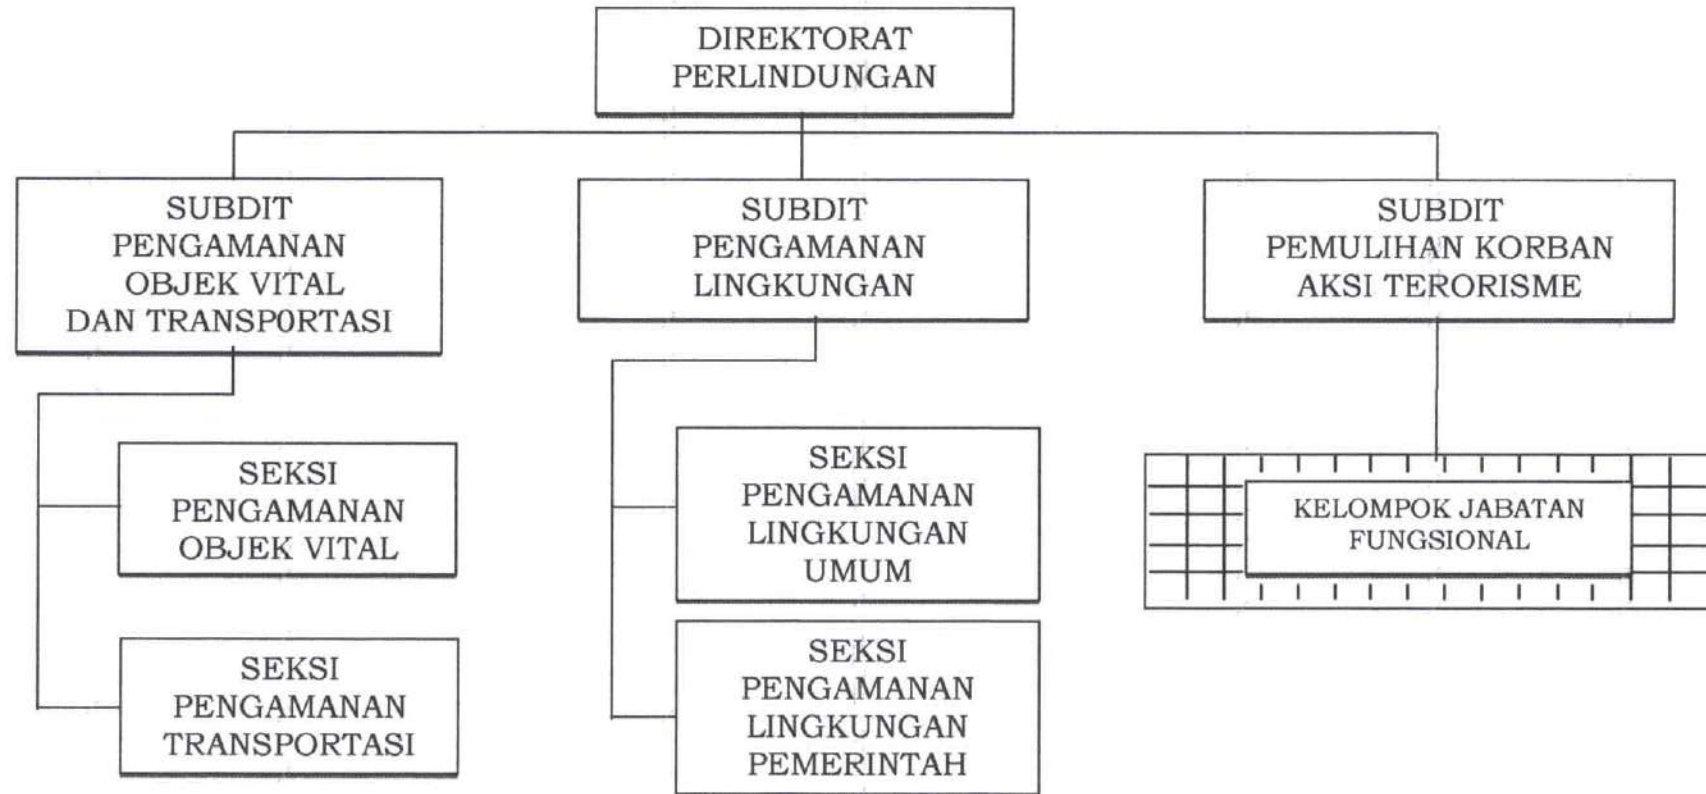 DIREKTORAT
PERLINDUNGAN
SUBDIT
PENGAMANAN
OBJEK VITAL
DAN TRANSPORTASI
SUBDIT
PENGAMANAN
LINGKUNGAN
SUBDIT
PEMULIHAN KORBAN
AKSI TERORISME
SEKSI
PENGAMANAN
OBJEK VITAL
SEKSI
PENGAMANAN
TRANSPORTASI
SEKSI
PENGAMANAN
LINGKUNGAN
UMUM
SEKSI
PENGAMANAN
LINGKUNGAN
PEMERINTAH
KELOMPOK JABATAN
FUNGSIONAL